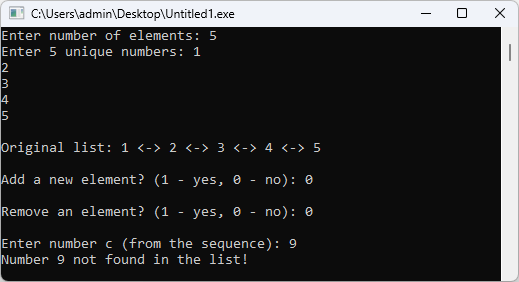 C:\Users\admin\Desktop\Untitled1.exe
Enter number of elements: 5
Enter 5 unique numbers: 1
2
3
4
5
Original list: 1 <-> 2 <-> 3 <-> 4 <-> 5
Add a new element? (1 - yes, 0 - no): 0
Remove an element? (1 - yes, 0 - no): 0
Enter number c (from the sequence): 9
Number 9 not found in the list!